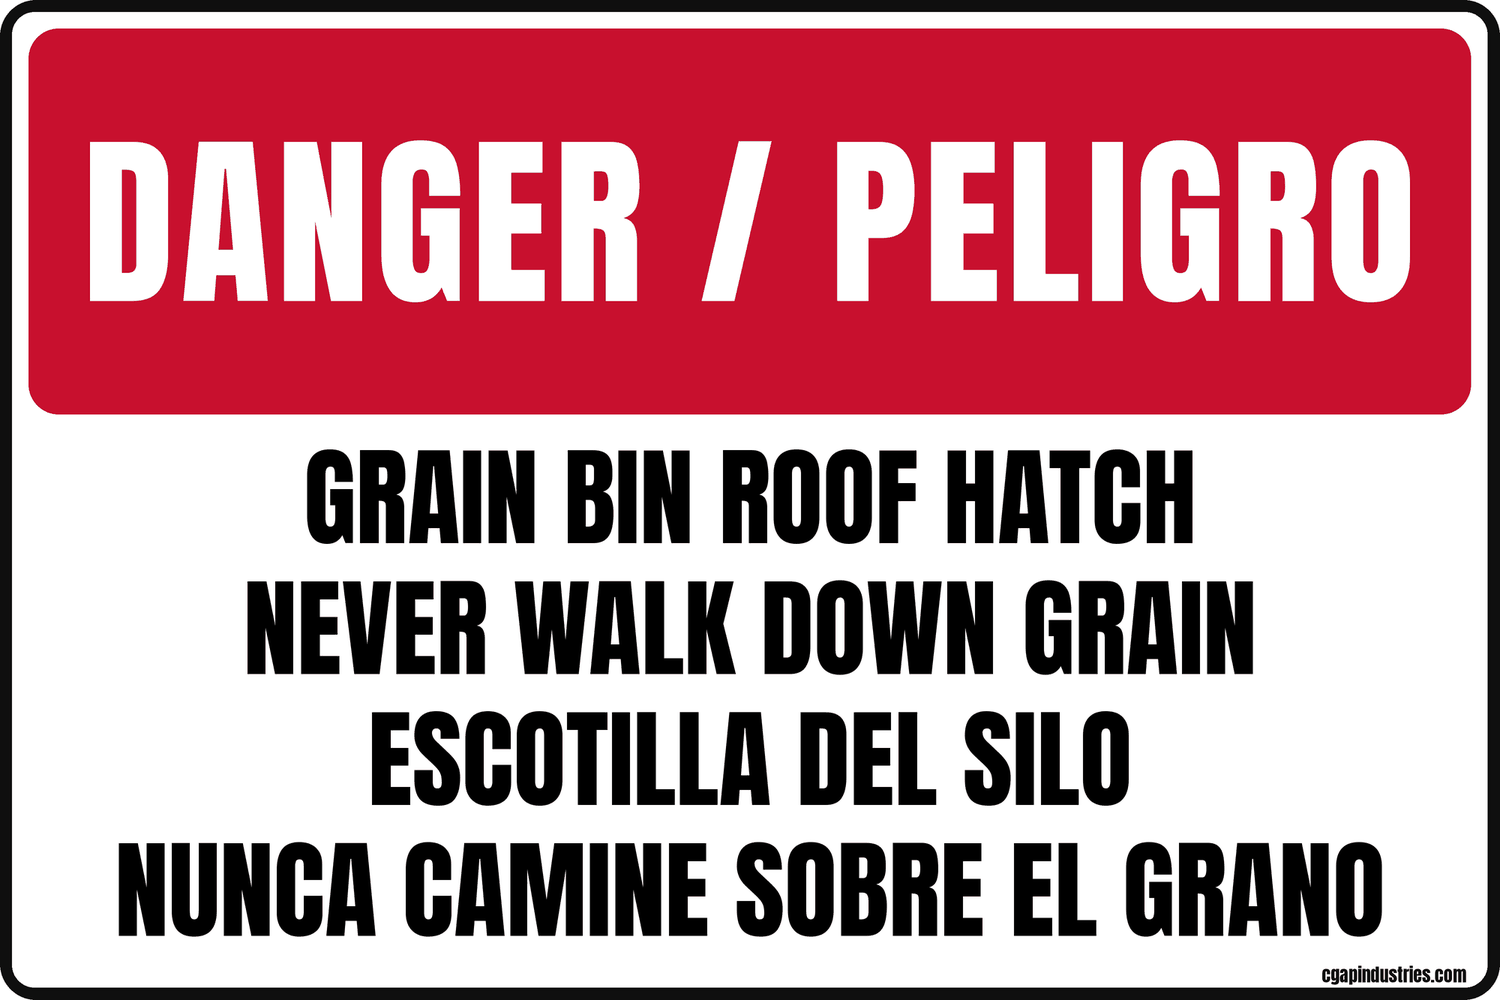 DANGER / PELIGRO
GRAIN BIN ROOF HATCH
NEVER WALK DOWN GRAIN
ESCOTILLA DEL SILO
NUNCA CAMINE SOBRE EL GRANO
cgapindustries.com